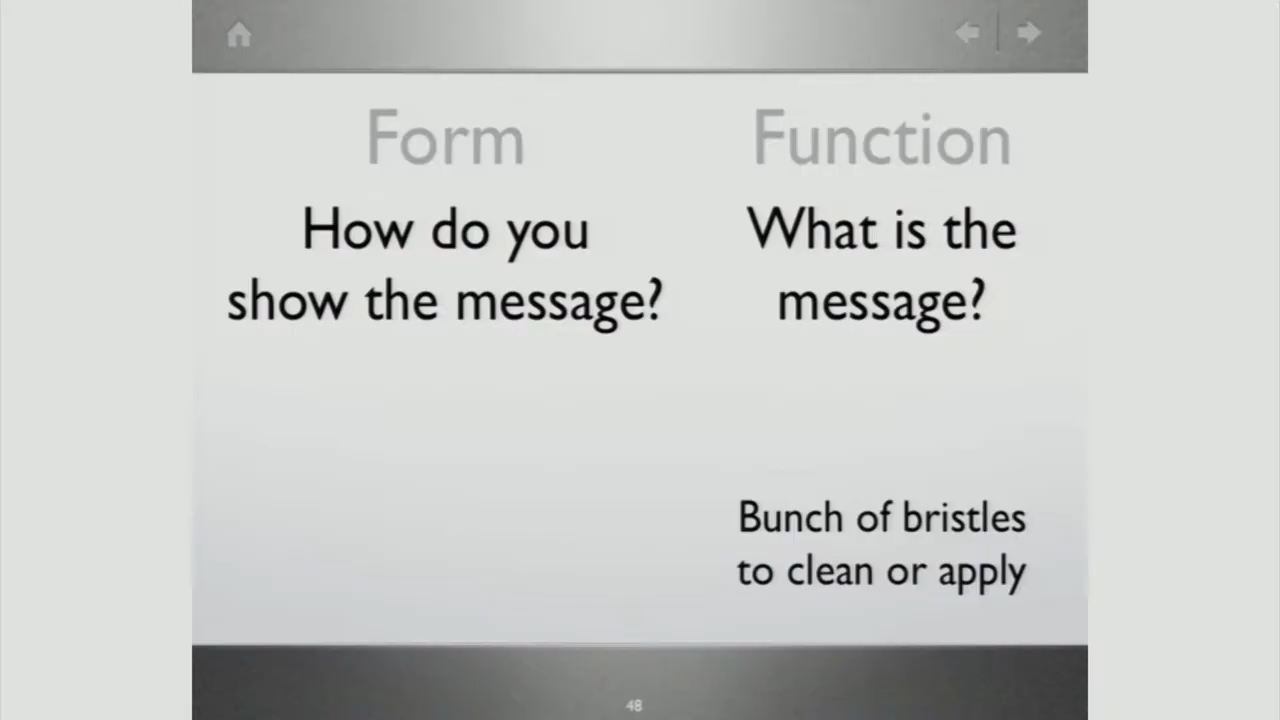 Form
How do you
show the message?
Function
What is the
message?
Bunch of bristles
to clean or apply
48